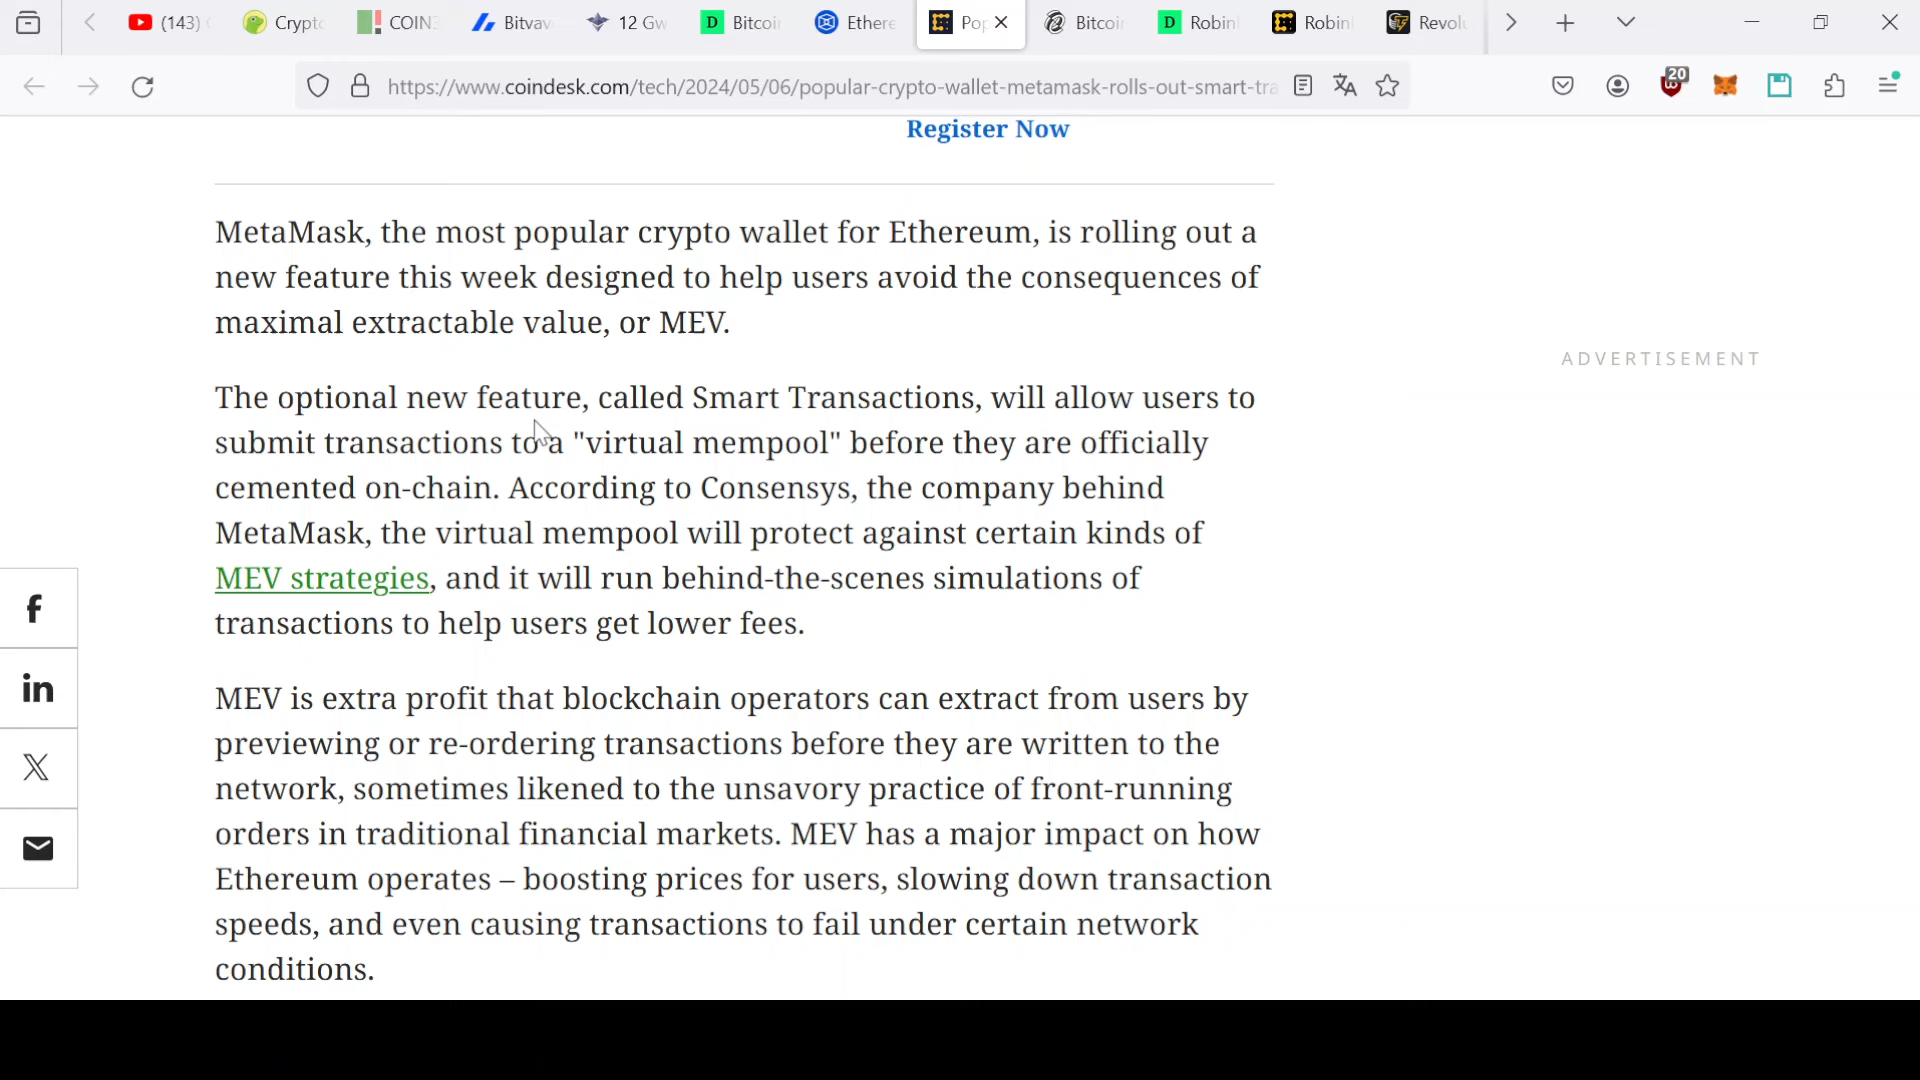 (143)
Crypto
COIN
Bitvav
12 Gw
Bitcoi
Ethere
Pop
Bitcoi
Robin
Robin
Revolu
https://www.coindesk.com/tech/2024/05/06/popular-crypto-wallet-metamask-rolls-out-smart-tra
20
Register Now
MetaMask, the most popular crypto wallet for Ethereum, is rolling out a
new feature this week designed to help users avoid the consequences of
maximal extractable value, or MEV.
ADVERTISEMENT
The optional new feature, called Smart Transactions, will allow users to
submit transactions to a "virtual mempool" before they are officially
cemented on-chain. According to Consensys, the company behind
MetaMask, the virtual mempool will protect against certain kinds of
MEV strategies, and it will run behind-the-scenes simulations of
transactions to help users get lower fees.
MEV is extra profit that blockchain operators can extract from users by
previewing or re-ordering transactions before they are written to the
network, sometimes likened to the unsavory practice of front-running
orders in traditional financial markets. MEV has a major impact on how
Ethereum operates – boosting prices for users, slowing down transaction
speeds, and even causing transactions to fail under certain network
conditions.